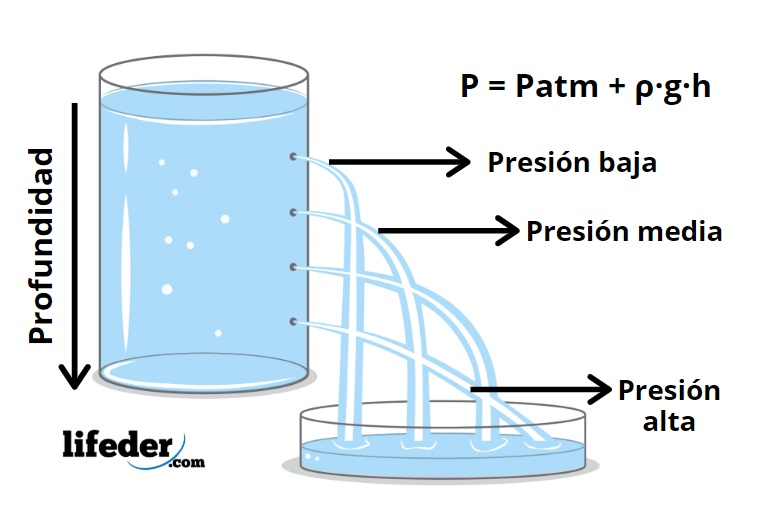 P = Patm + ρ·g·h
Profundidad
Presión baja
Presión media
Presión
alta
lifeder
.com